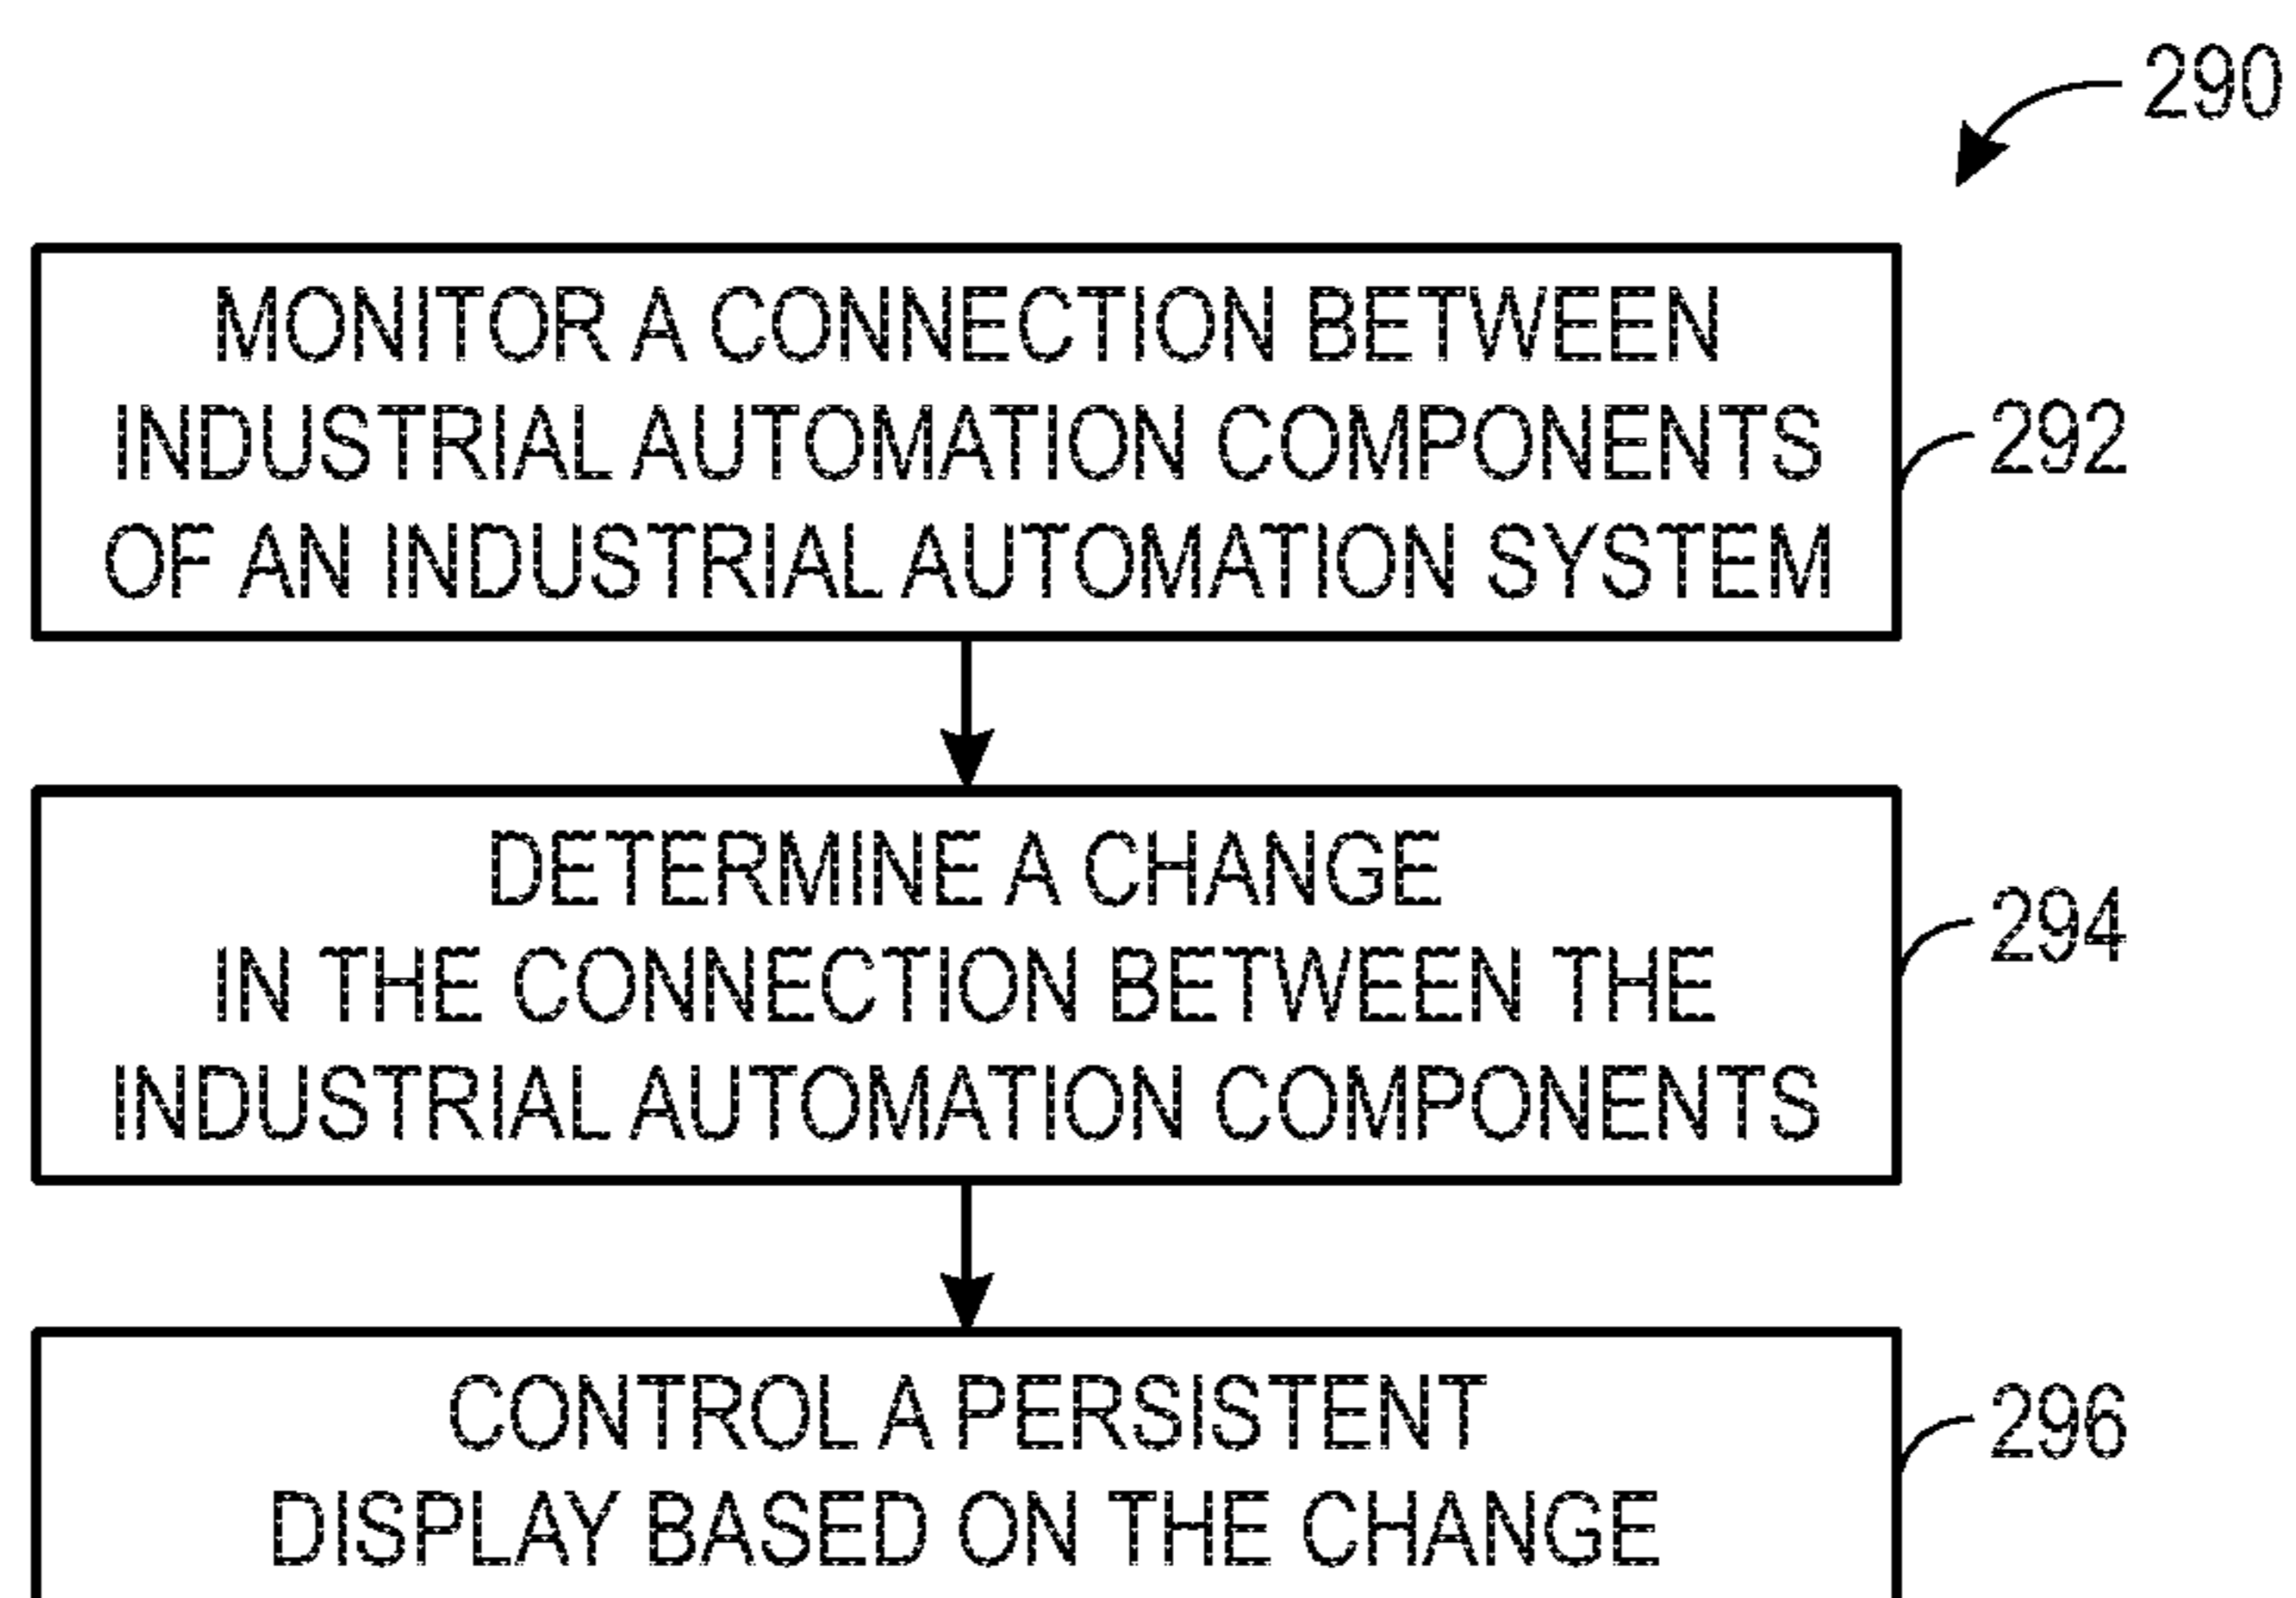 290
MONITOR A CONNECTION BETWEEN
INDUSTRIAL AUTOMATION COMPONENTS
OF AN INDUSTRIAL AUTOMATION SYSTEM
292
DETERMINE A CHANGE
IN THE CONNECTION BETWEEN THE
INDUSTRIAL AUTOMATION COMPONENTS
294
CONTROL A PERSISTENT
DISPLAY BASED ON THE CHANGE
296